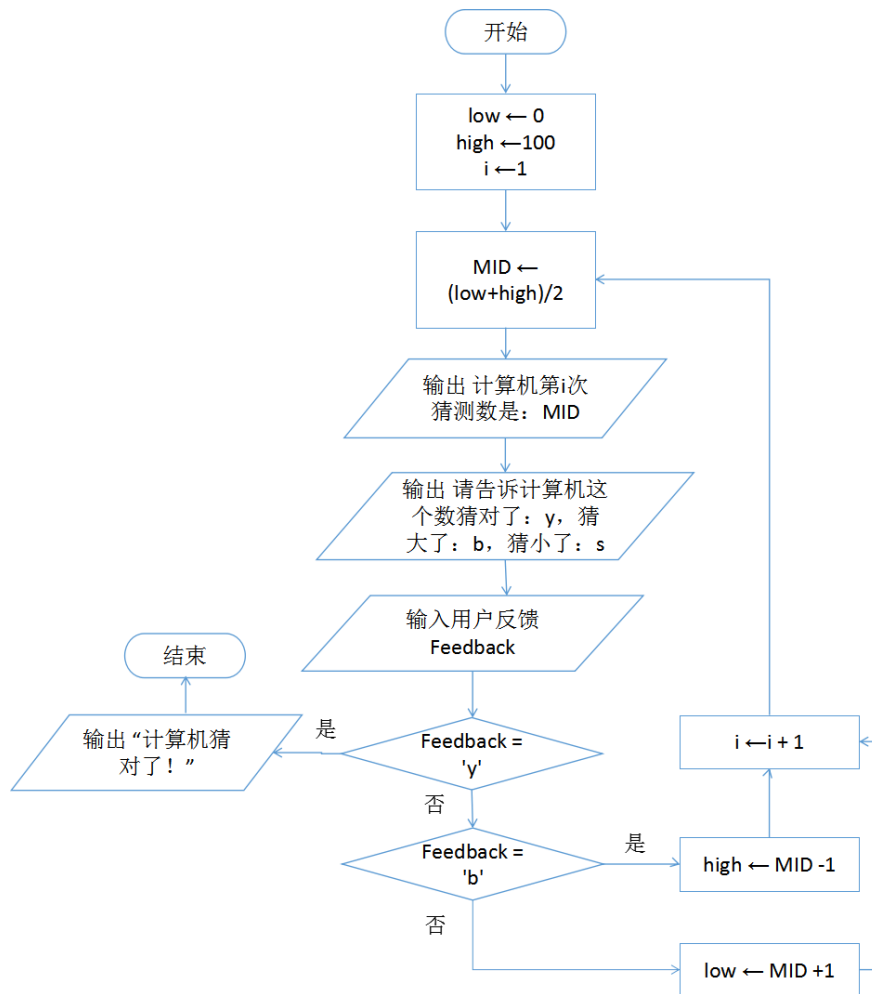 开始
low ← 0
high ←100
i ←1
MID ←
(low+high)/2
输出 计算机第i次
猜测数是：MID
输出 请告诉计算机这
个数猜对了：y，猜
大了：b，猜小了：s
输入用户反馈
Feedback
结束
输出 “计算机猜
对了！”
是
Feedback =
'y'
i ←i + 1
否
Feedback =
'b'
是
high ← MID -1
否
low ← MID +1